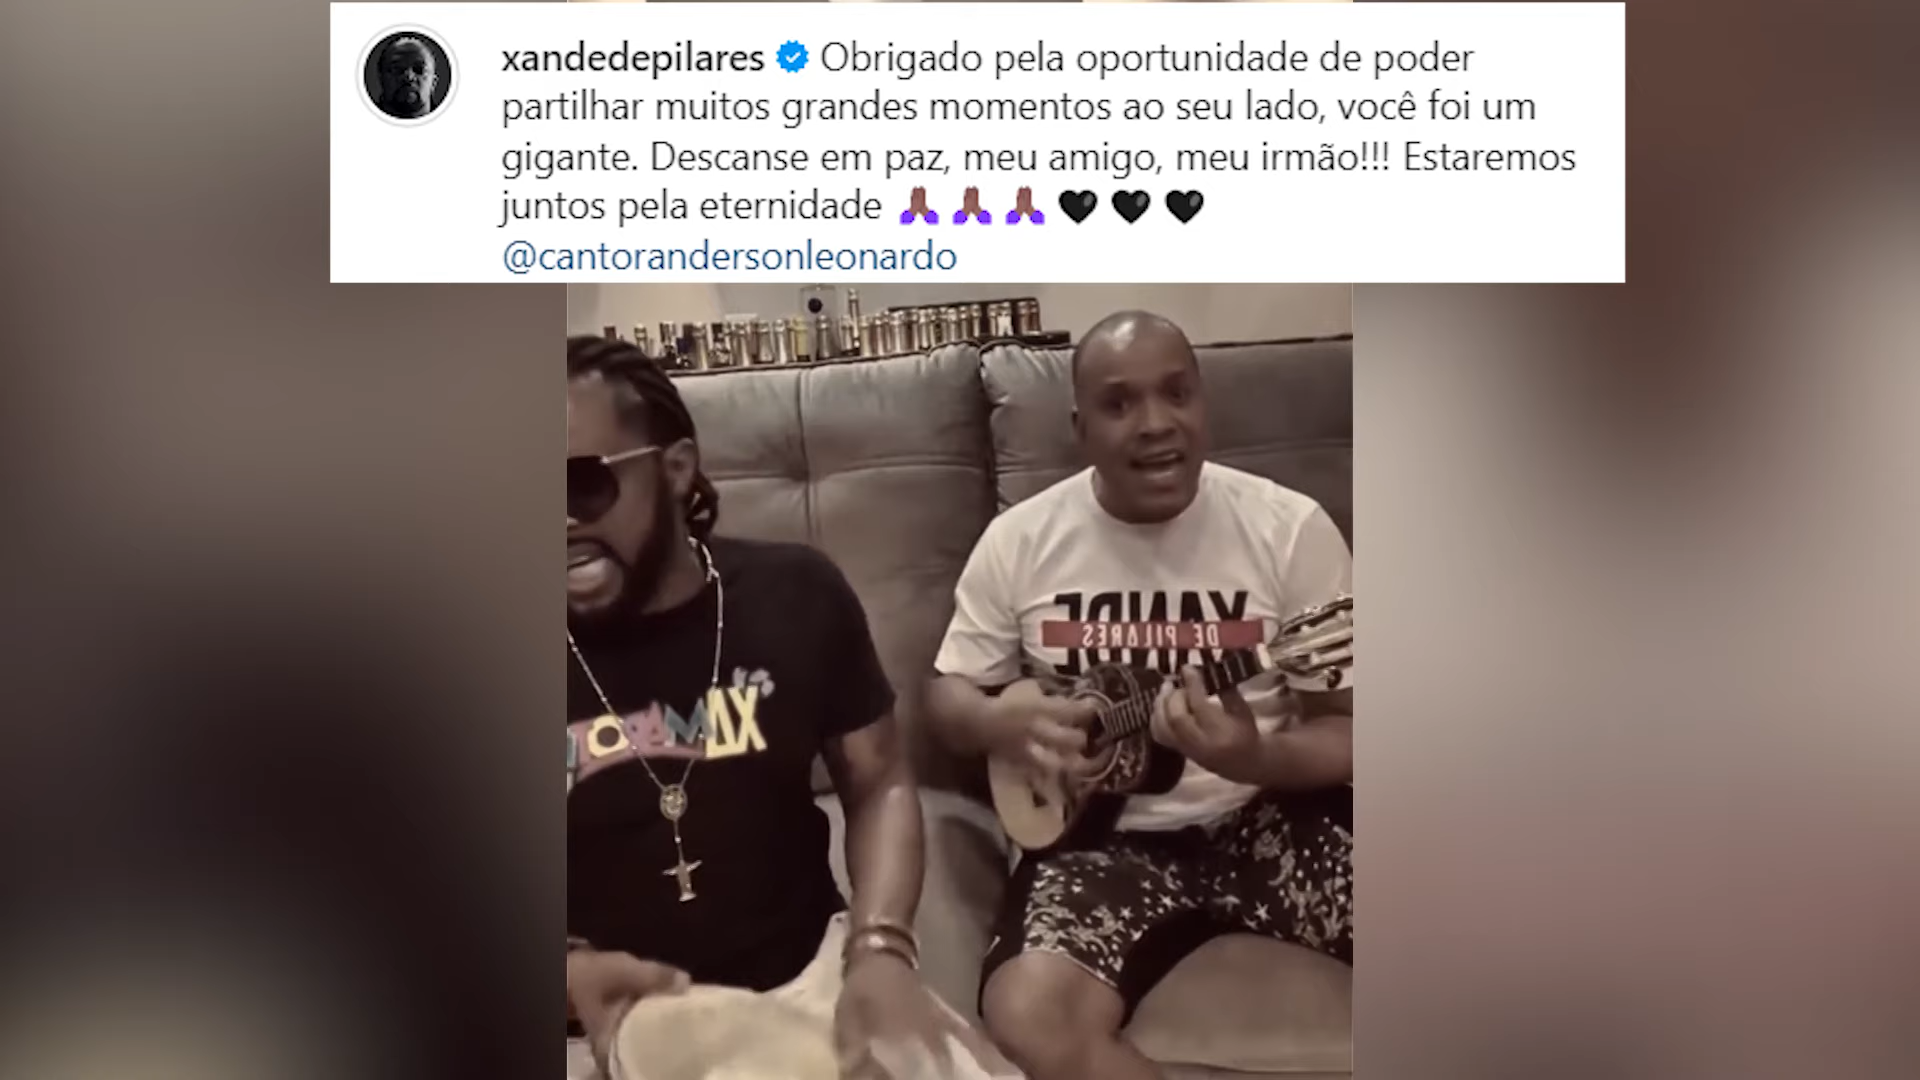 xandedepilares Obrigado pela oportunidade de poder
partilhar muitos grandes momentos ao seu lado, você foi um
gigante. Descanse em paz, meu amigo, meu irmão!!! Estaremos
juntos pela eternidade 🙏🏾🙏🏾🙏🏾🖤🖤🖤
@cantorandersonleonardo
XANDE
DE PILARES
XANDE